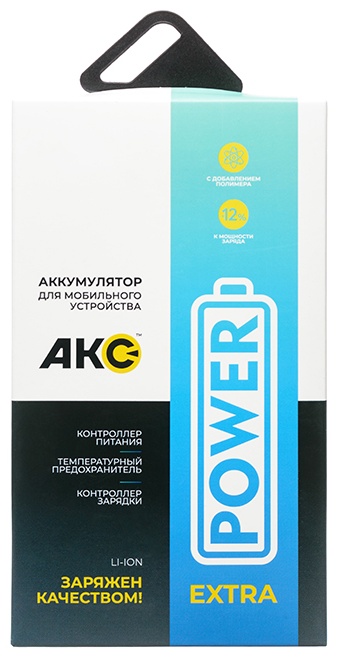 С ДОБАВЛЕНИЕМ
ПОЛИМЕРА
12%
К МОЩНОСТИ
ЗАРЯДА
АККУМУЛЯТОР
ДЛЯ МОБИЛЬНОГО
УСТРОЙСТВА
АКС™
КОНТРОЛЛЕР
ПИТАНИЯ
ТЕМПЕРАТУРНЫЙ
ПРЕДОХРАНИТЕЛЬ
КОНТРОЛЛЕР
ЗАРЯДКИ
LI-ION
ЗАРЯЖЕН
КАЧЕСТВОМ!
POWER
EXTRA